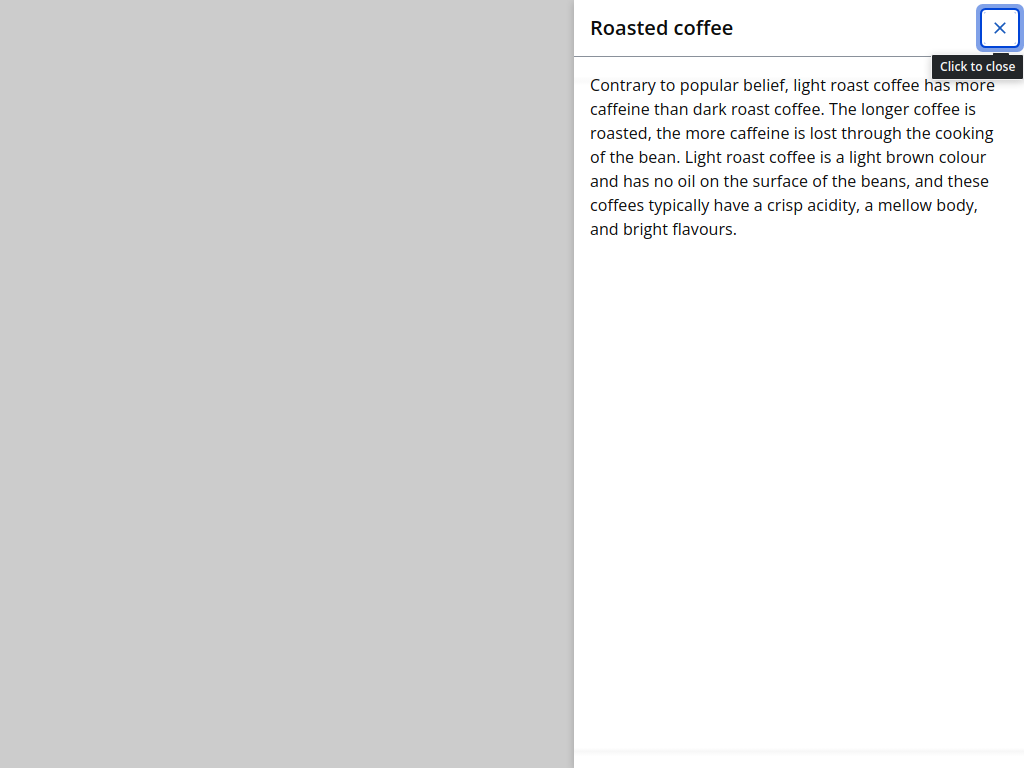 Roasted coffee
Click to close
Contrary to popular belief, light roast coffee has more
caffeine than dark roast coffee. The longer coffee is
roasted, the more caffeine is lost through the cooking
of the bean. Light roast coffee is a light brown colour
and has no oil on the surface of the beans, and these
coffees typically have a crisp acidity, a mellow body,
and bright flavours.